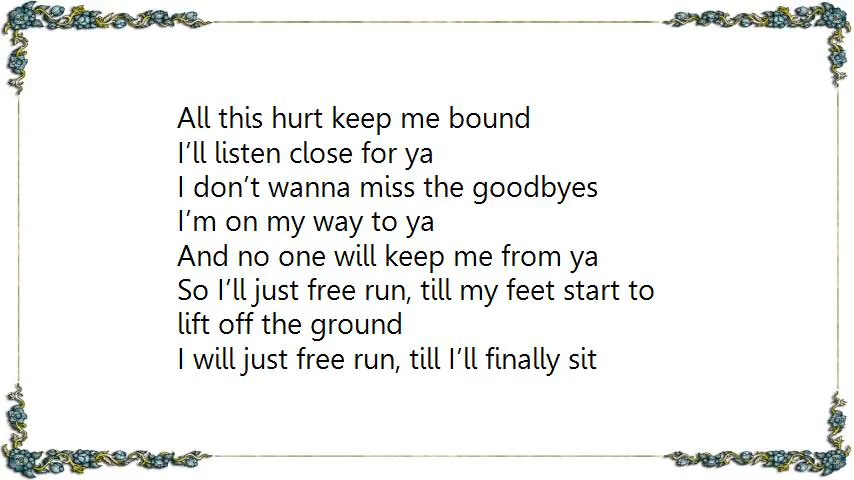 All this hurt keep me bound
I’ll listen close for ya
I don’t wanna miss the goodbyes
I’m on my way to ya
And no one will keep me from ya
So I’ll just free run, till my feet start to
lift off the ground
I will just free run, till I’ll finally sit